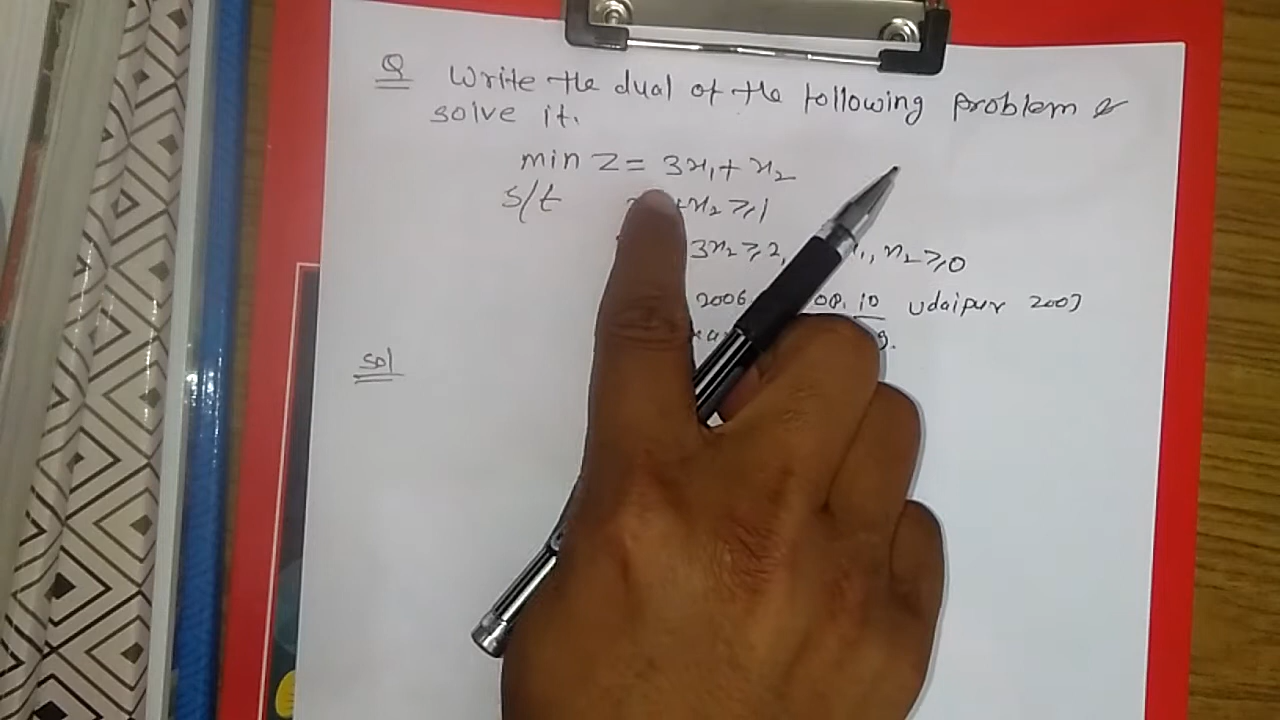 Q Write the dual of the following problem &
solve it.
min Z = 3x₁ + x₂
S/t +x₂ ≥ 1
3x₂ ≥ 2, x₂ ≥ 0
2006 08, 10 Udaipur 2007
Sol